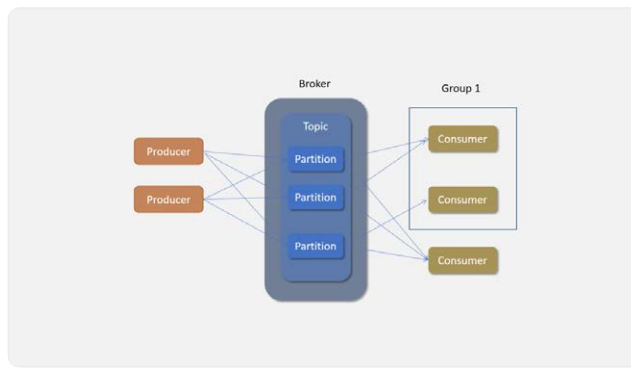 Broker
Group 1
Topic
Producer
Partition
Consumer
Producer
Partition
Consumer
Partition
Consumer